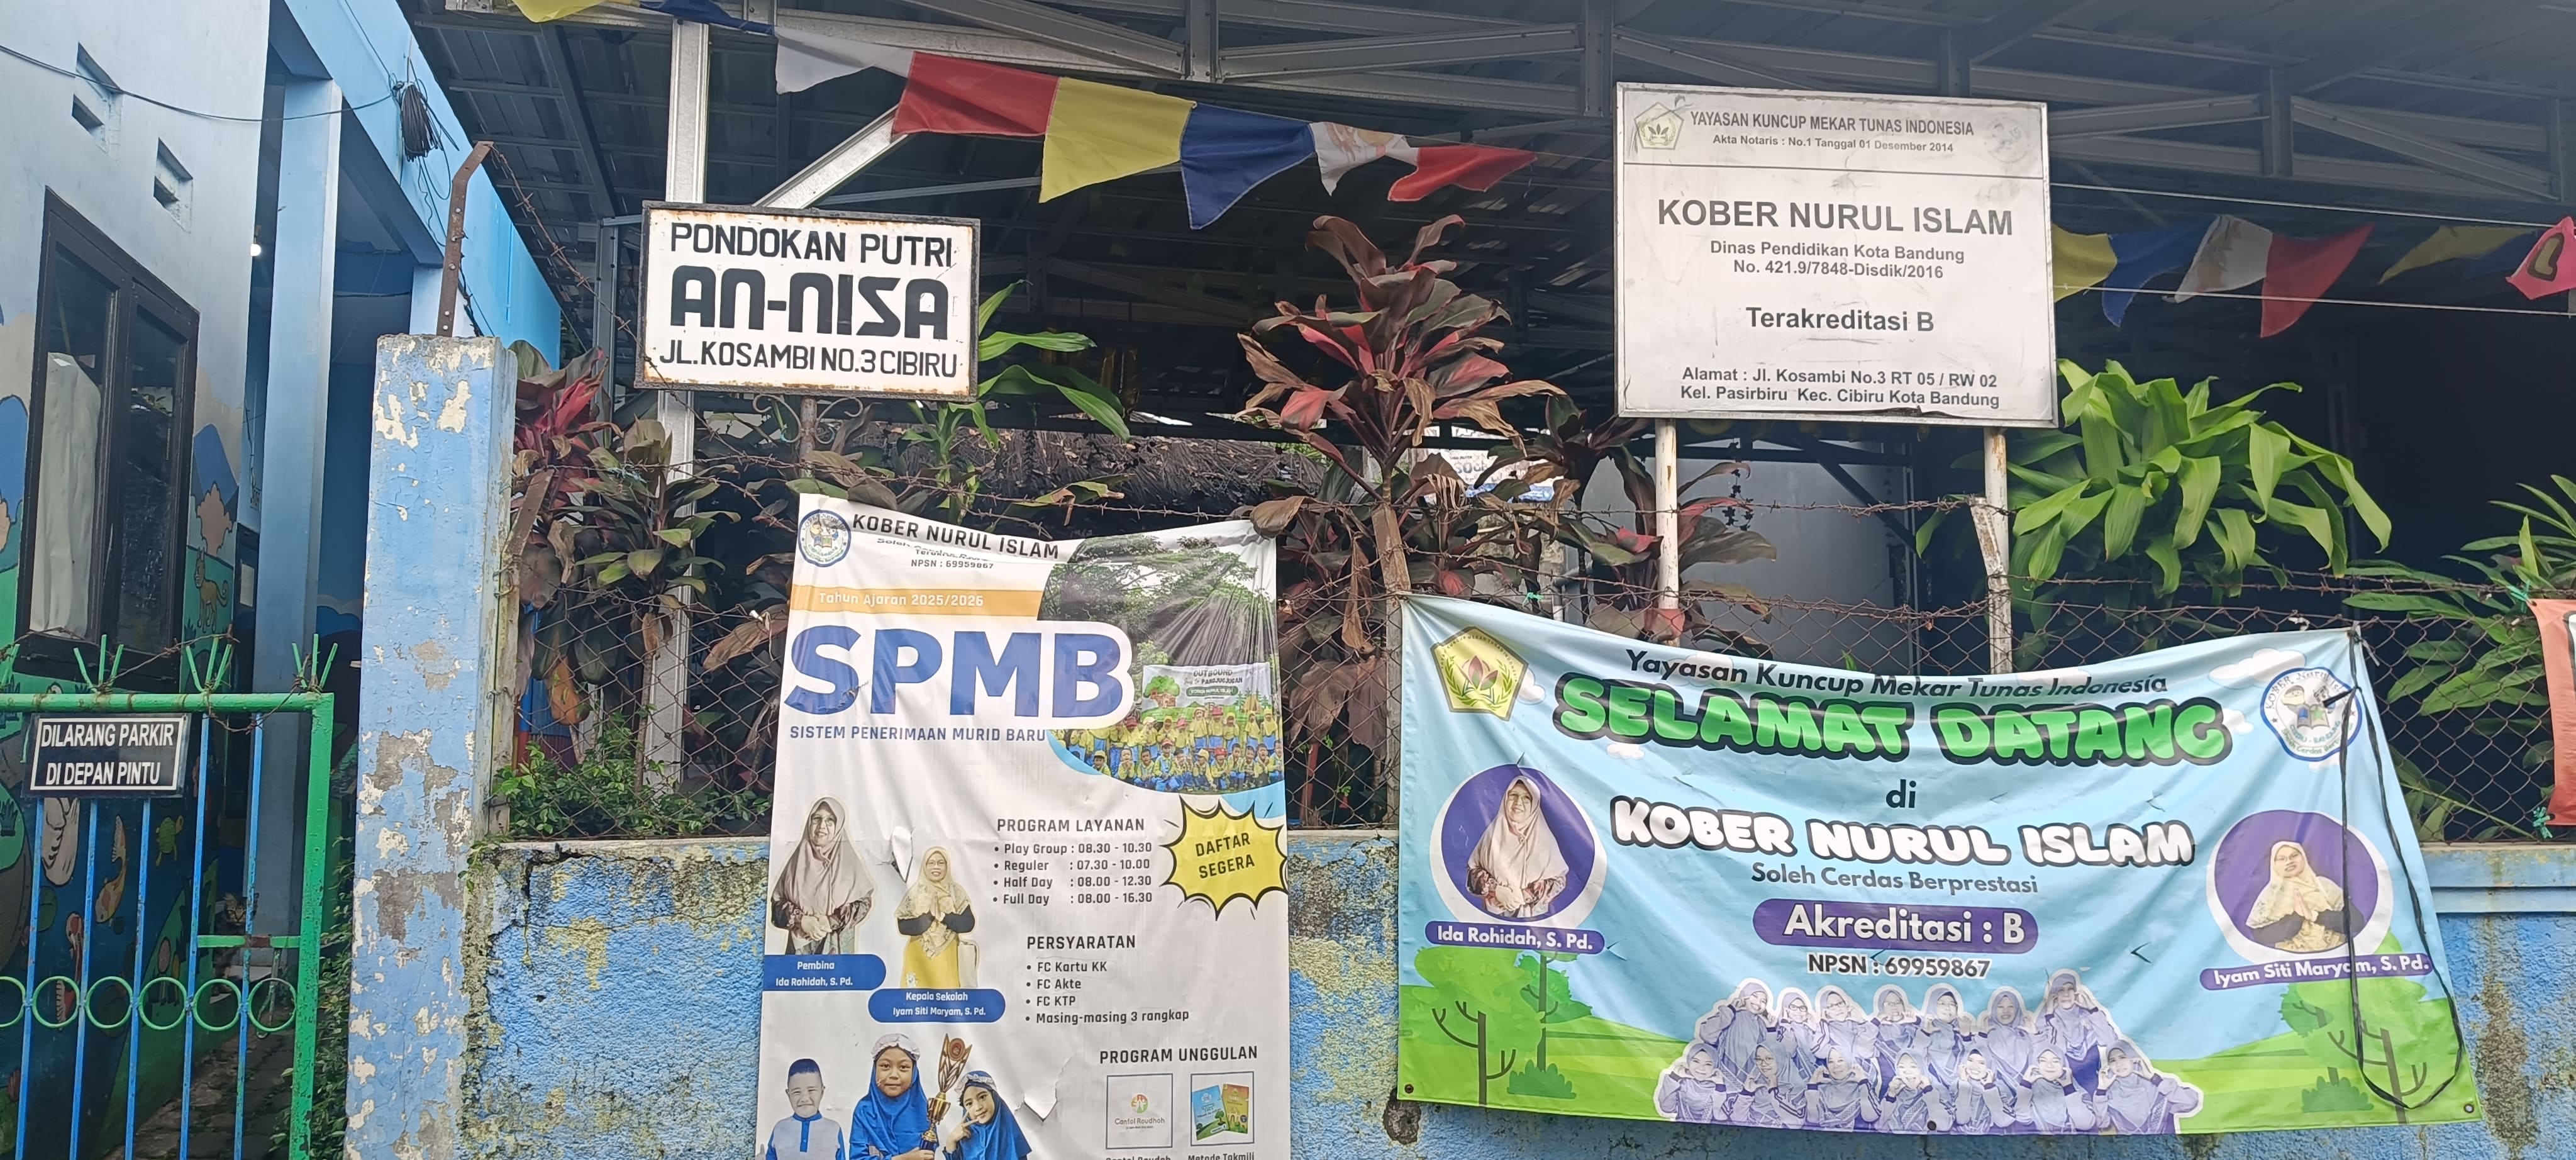 PONDOKAN PUTRI
AN-NISA
JL.KOSAMBI NO.3 CIBIRU
YAYASAN KUNCUP MEKAR TUNAS INDONESIA
Akta Notaris : No.1 Tanggal 01 Desember 2014
KOBER NURUL ISLAM
Dinas Pendidikan Kota Bandung
No. 421.9/7848-Disdik/2016
Terakreditasi B
Alamat : Jl. Kosambi No.3 RT 05 / RW 02
Kel. Pasirbiru Kec. Cibiru Kota Bandung
DILARANG PARKIR
DI DEPAN PINTU
KOBER NURUL ISLAM
NPSN : 69959867
Tahun Ajaran 2025/2026
SPMB
SISTEM PENERIMAAN MURID BARU
OUTBOUND
PROGRAM LAYANAN
• Play Group : 08.30 - 10.30
• Reguler : 07.30 - 10.00
• Half Day : 08.00 - 12.30
• Full Day : 08.00 - 16.30
DAFTAR
SEGERA
PERSYARATAN
• FC Kartu KK
• FC Akte
• FC KTP
• Masing-masing 3 rangkap
Pembina
Ida Rohidah, S. Pd.
Kepala Sekolah
Iyam Siti Maryam, S. Pd.
PROGRAM UNGGULAN
Cantol Roudhoh
Cantol Roudoh
Metode Takmili
Yayasan Kuncup Mekar Tunas Indonesia
SELAMAT DATANG
di
KOBER NURUL ISLAM
Soleh Cerdas Berprestasi
Akreditasi : B
NPSN : 69959867
Ida Rohidah, S. Pd.
Iyam Siti Maryam, S. Pd.